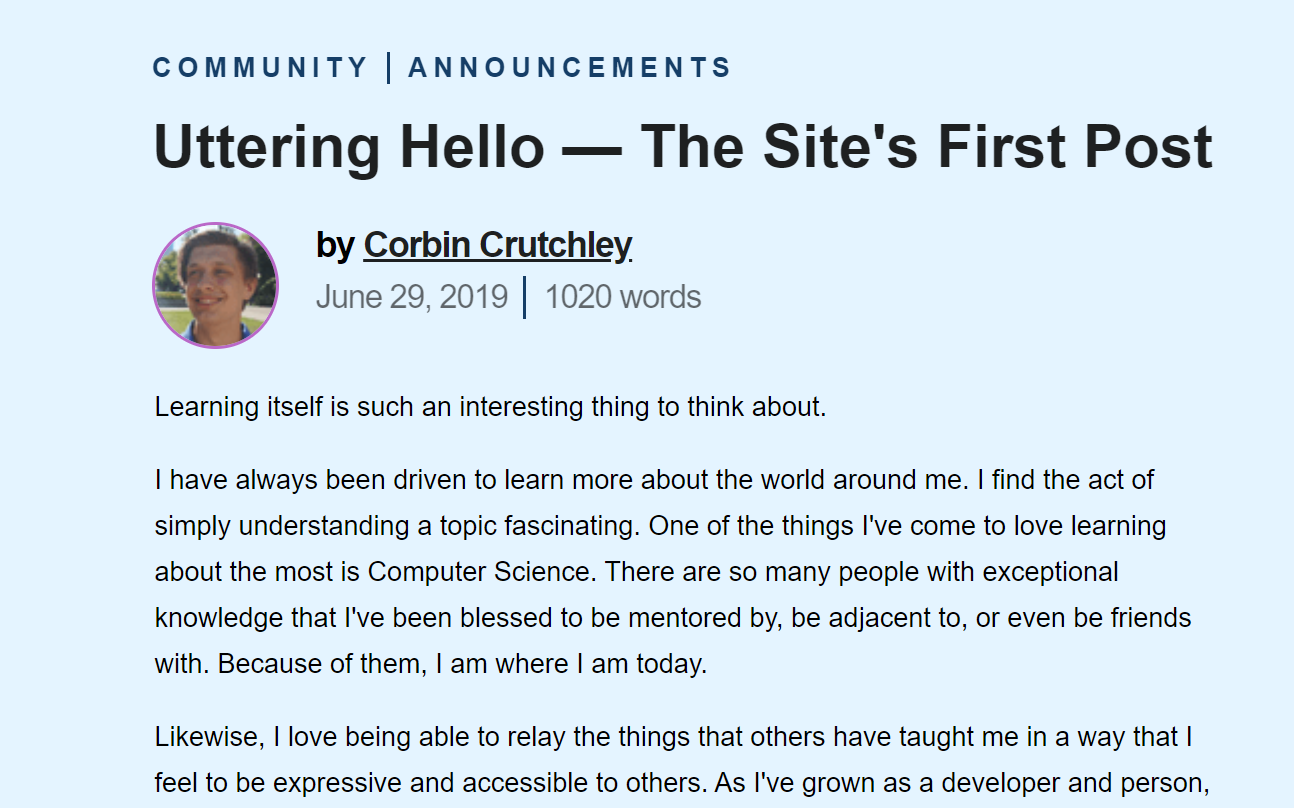 COMMUNITY | ANNOUNCEMENTS
Uttering Hello — The Site's First Post
by Corbin Crutchley
June 29, 2019 | 1020 words
Learning itself is such an interesting thing to think about.
I have always been driven to learn more about the world around me. I find the act of
simply understanding a topic fascinating. One of the things I've come to love learning
about the most is Computer Science. There are so many people with exceptional
knowledge that I've been blessed to be mentored by, be adjacent to, or even be friends
with. Because of them, I am where I am today.
Likewise, I love being able to relay the things that others have taught me in a way that I
feel to be expressive and accessible to others. As I've grown as a developer and person,